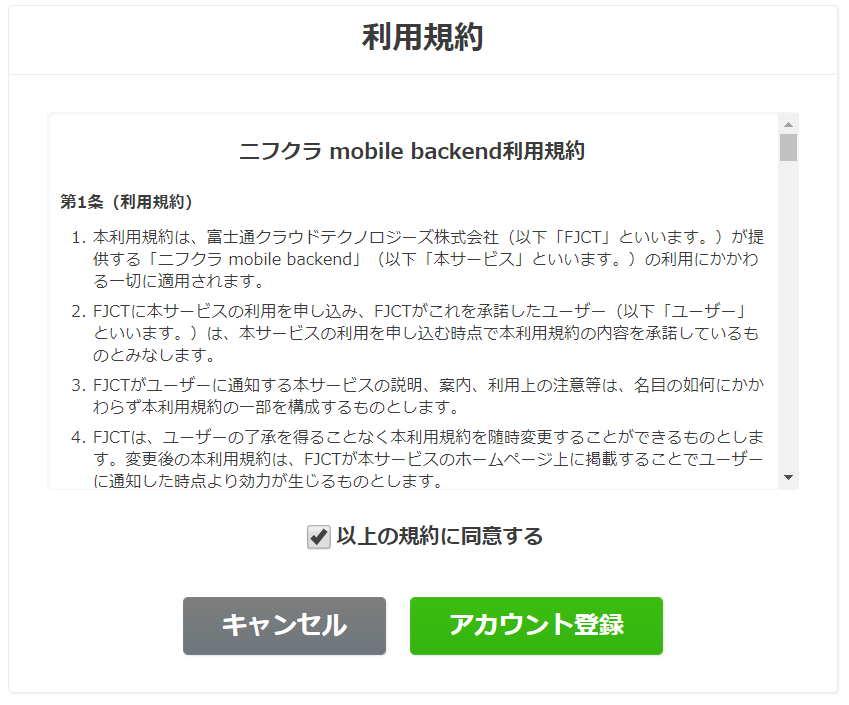 利用規約
ニフクラ mobile backend利用規約
第1条（利用規約）
1. 本利用規約は、富士通クラウドテクノロジーズ株式会社（以下「FJCT」といいます。）が提
供する「ニフクラ mobile backend」（以下「本サービス」といいます。）の利用にかかわ
る一切に適用されます。
2. FJCTに本サービスの利用を申し込み、FJCTがこれを承諾したユーザー（以下「ユーザー」
といいます。）は、本サービスの利用を申し込む時点で本利用規約の内容を承諾しているも
のとみなします。
3. FJCTがユーザーに通知する本サービスの説明、案内、利用上の注意等は、名目の如何にかか
わらず本利用規約の一部を構成するものとします。
4. FJCTは、ユーザーの了承を得ることなく本利用規約を随時変更することができるものとしま
す。変更後の本利用規約は、FJCTが本サービスのホームページ上に掲載することでユーザー
に通知した時点より効力が生じるものとします。
以上の規約に同意する
キャンセル
アカウント登録